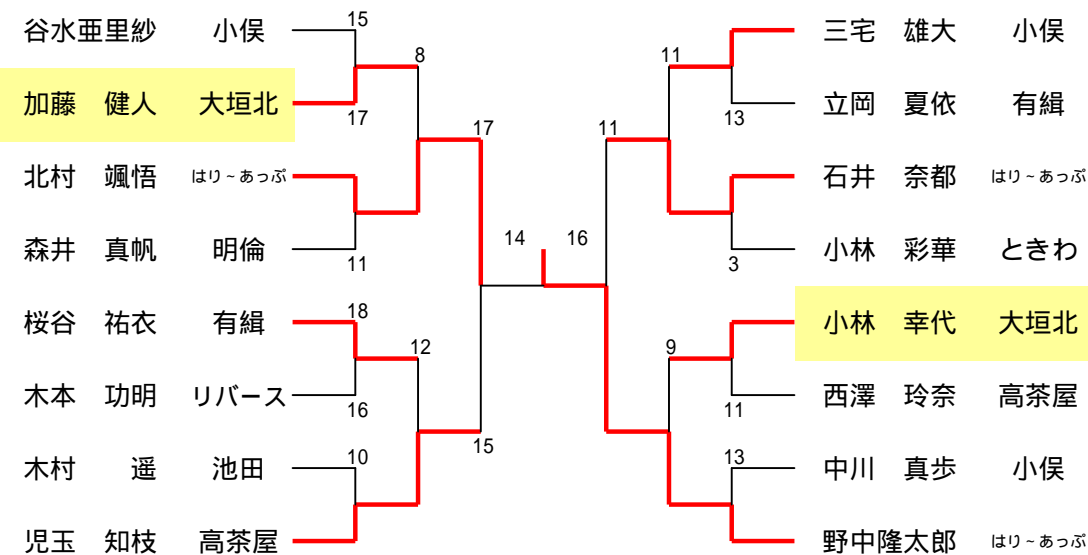 谷水亜里紗 小俣
15
加藤 健人 大垣北
17
8
北村 颯悟 はり~あっぷ
森井 真帆 明倫
11
17
桜谷 祐衣 有緝
18
木本 功明 リバース
16
12
木村 遥 池田
10
児玉 知枝 高茶屋
15
14 16
三宅 雄大 小俣
11
立岡 夏依 有緝
13
11
石井 奈都 はり~あっぷ
小林 彩華 ときわ
3
小林 幸代 大垣北
9
西澤 玲奈 高茶屋
11
中川 真歩 小俣
13
野中隆太郎 はり~あっぷ